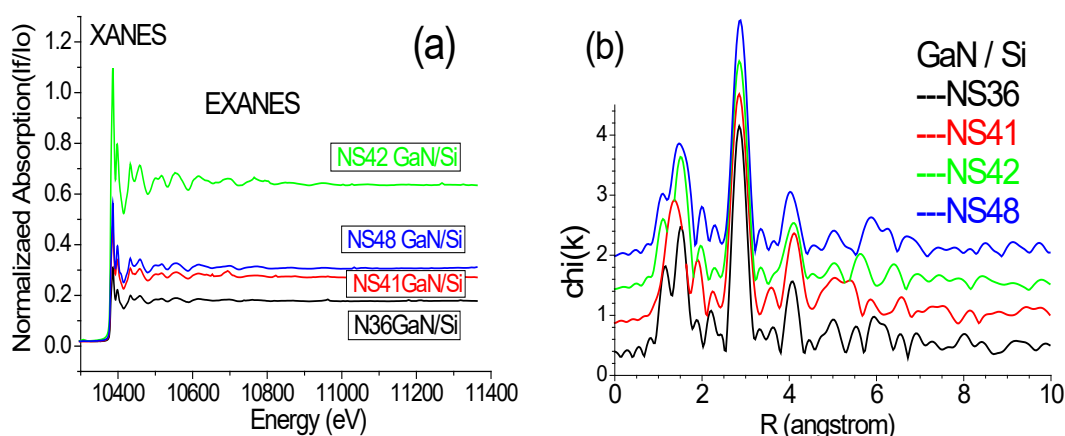 XANES
(a)
EXANES
NS42 GaN/Si
NS48 GaN/Si
NS41GaN/Si
N36GaN/Si
Normalizaed Absorption(If/Io)
1.2
1.0
0.8
0.6
0.4
0.2
0.0
10400 10600 10800 11000 11200 11400
Energy (eV)
(b)
GaN / Si
---NS36
---NS41
---NS42
---NS48
chi(k)
4
3
2
1
0
0 2 4 6 8 10
R (angstrom)